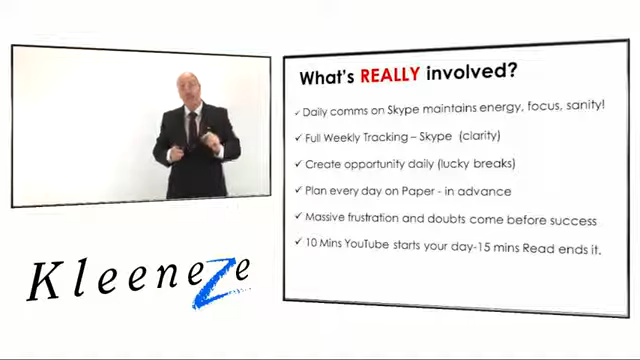 What's REALLY involved?
Daily comms on Skype maintains energy, focus, sanity!
Full Weekly Tracking – Skype (clarity)
Create opportunity daily (lucky breaks)
Plan every day on Paper - in advance
Massive frustration and doubts come before success
10 Mins YouTube starts your day-15 mins Read ends it.
Kleeneze